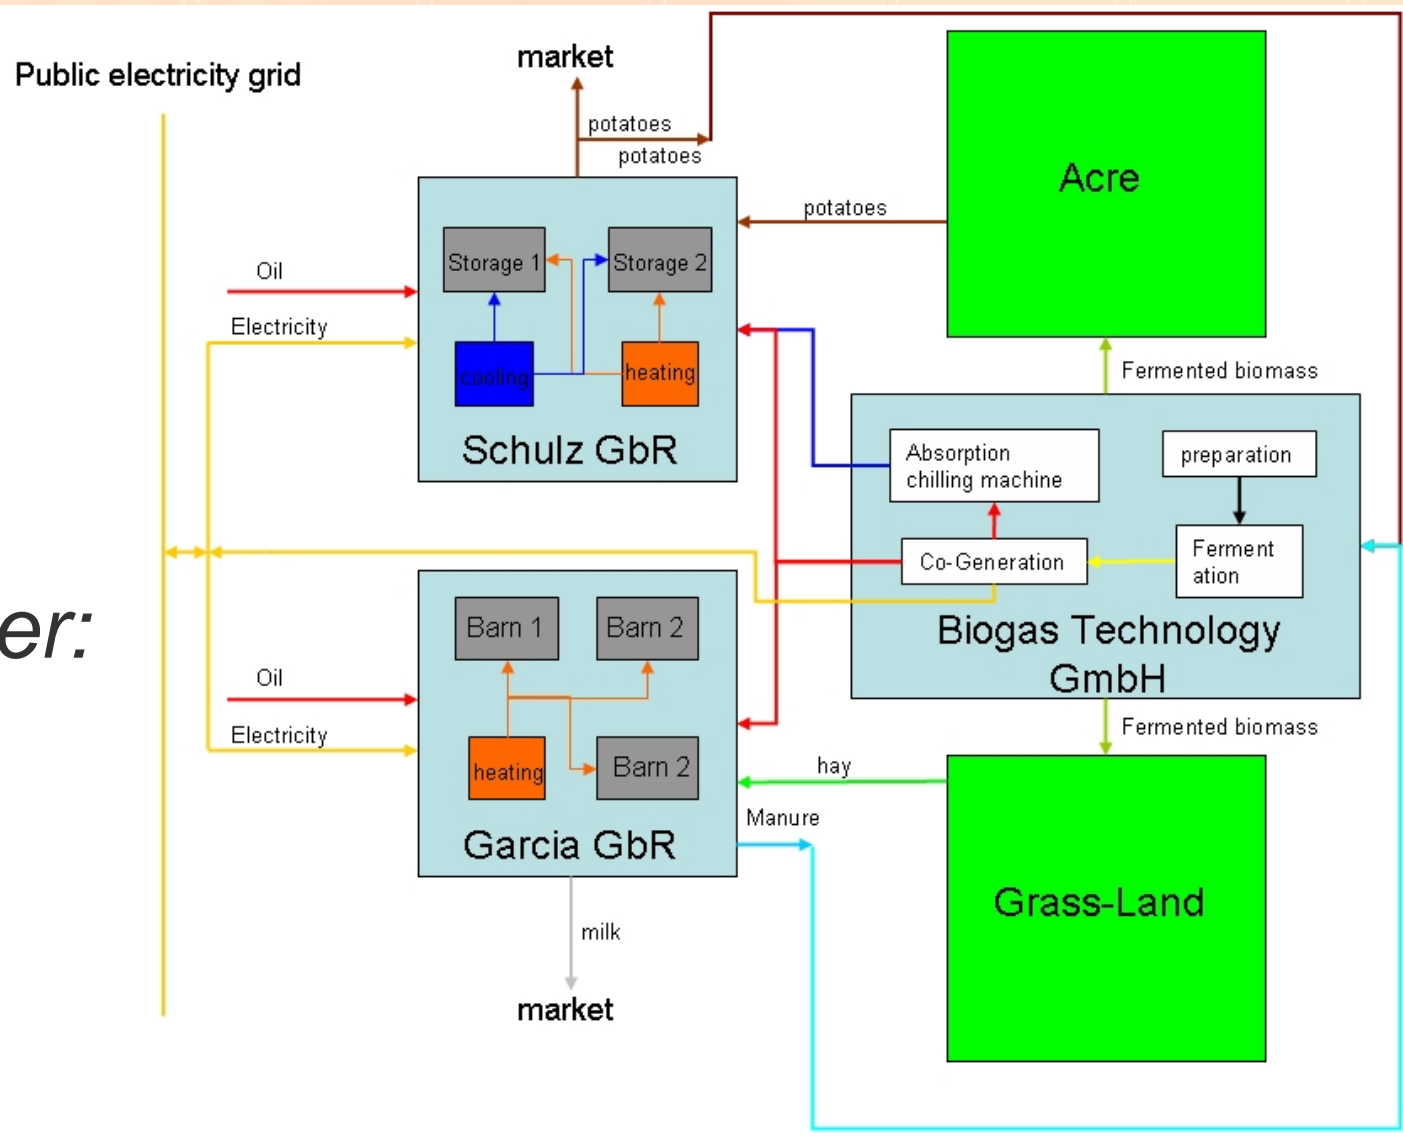 market
Public electricity grid
potatoes
potatoes
Acre
potatoes
Storage 1
Storage 2
Oil
Electricity
cooling
heating
Schulz GbR
Fermented biomass
Absorption
chilling machine
preparation
Co-Generation
Ferment
ation
Biogas Technology
GmbH
er:
Barn 1
Barn 2
Oil
Electricity
heating
Barn 2
Garcia GbR
Fermented biomass
hay
Manure
Grass-Land
milk
market